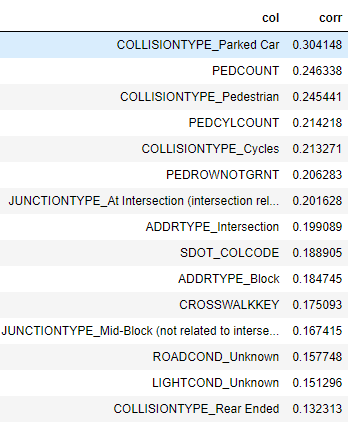 col corr
COLLISIONTYPE_Parked Car 0.304148
PEDCOUNT 0.246338
COLLISIONTYPE_Pedestrian 0.245441
PEDCYLCOUNT 0.214218
COLLISIONTYPE_Cycles 0.213271
PEDROWNOTGRNT 0.206283
JUNCTIONTYPE_At Intersection (intersection rel... 0.201628
ADDRTYPE_Intersection 0.199089
SDOT_COLCODE 0.188905
ADDRTYPE_Block 0.184745
CROSSWALKKEY 0.175093
JUNCTIONTYPE_Mid-Block (not related to interse... 0.167415
ROADCOND_Unknown 0.157748
LIGHTCOND_Unknown 0.151296
COLLISIONTYPE_Rear Ended 0.132313